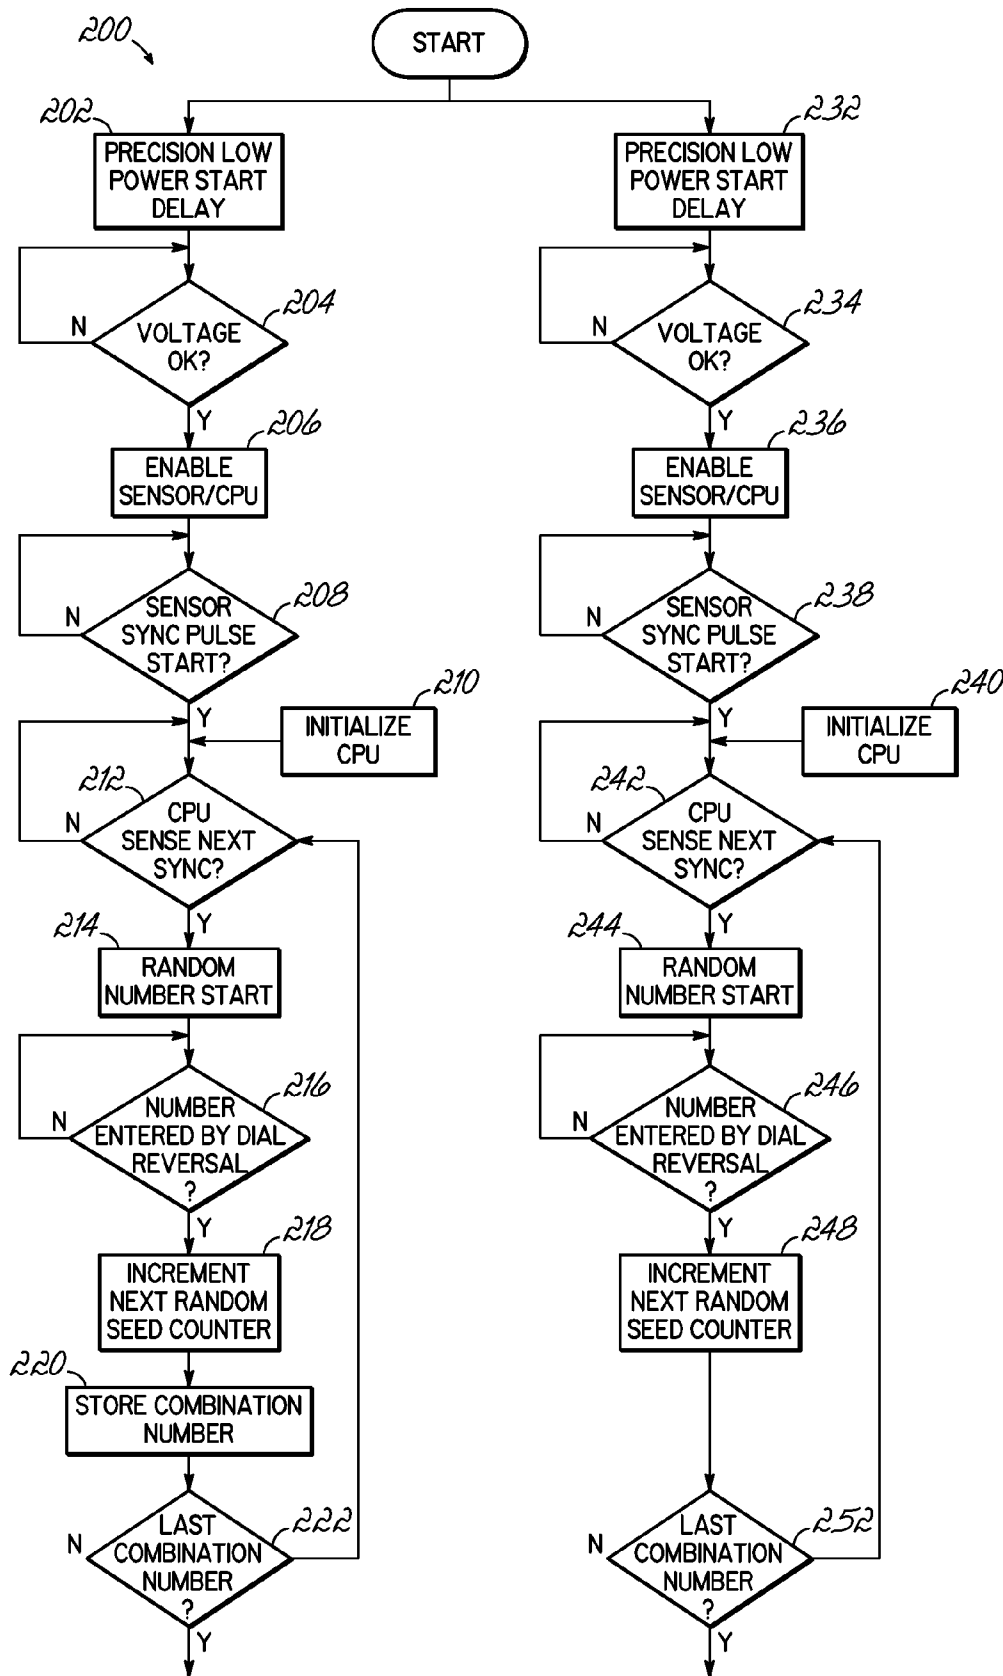 200
START
202
PRECISION LOW
POWER START
DELAY
204
N
VOLTAGE
OK?
Y
206
ENABLE
SENSOR/CPU
208
N
SENSOR
SYNC PULSE
START?
Y
210
INITIALIZE
CPU
212
N
CPU
SENSE NEXT
SYNC?
Y
214
RANDOM
NUMBER START
216
N
NUMBER
ENTERED BY DIAL
REVERSAL
?
Y
218
INCREMENT
NEXT RANDOM
SEED COUNTER
220
STORE COMBINATION
NUMBER
222
N
LAST
COMBINATION
NUMBER
?
Y
232
PRECISION LOW
POWER START
DELAY
234
N
VOLTAGE
OK?
Y
236
ENABLE
SENSOR/CPU
238
N
SENSOR
SYNC PULSE
START?
Y
240
INITIALIZE
CPU
242
N
CPU
SENSE NEXT
SYNC?
Y
244
RANDOM
NUMBER START
246
N
NUMBER
ENTERED BY DIAL
REVERSAL
?
Y
248
INCREMENT
NEXT RANDOM
SEED COUNTER
252
N
LAST
COMBINATION
NUMBER
?
Y